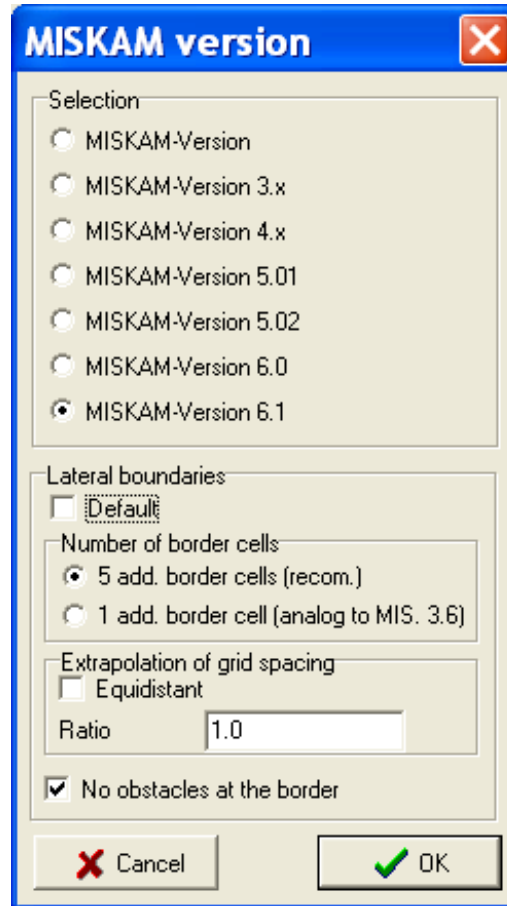 MISKAM version
Selection
MISKAM-Version
MISKAM-Version 3.x
MISKAM-Version 4.x
MISKAM-Version 5.01
MISKAM-Version 5.02
MISKAM-Version 6.0
MISKAM-Version 6.1
Lateral boundaries
Default
Number of border cells
5 add. border cells (recom.)
1 add. border cell (analog to MIS. 3.6)
Extrapolation of grid spacing
Equidistant
Ratio 1.0
No obstacles at the border
Cancel OK